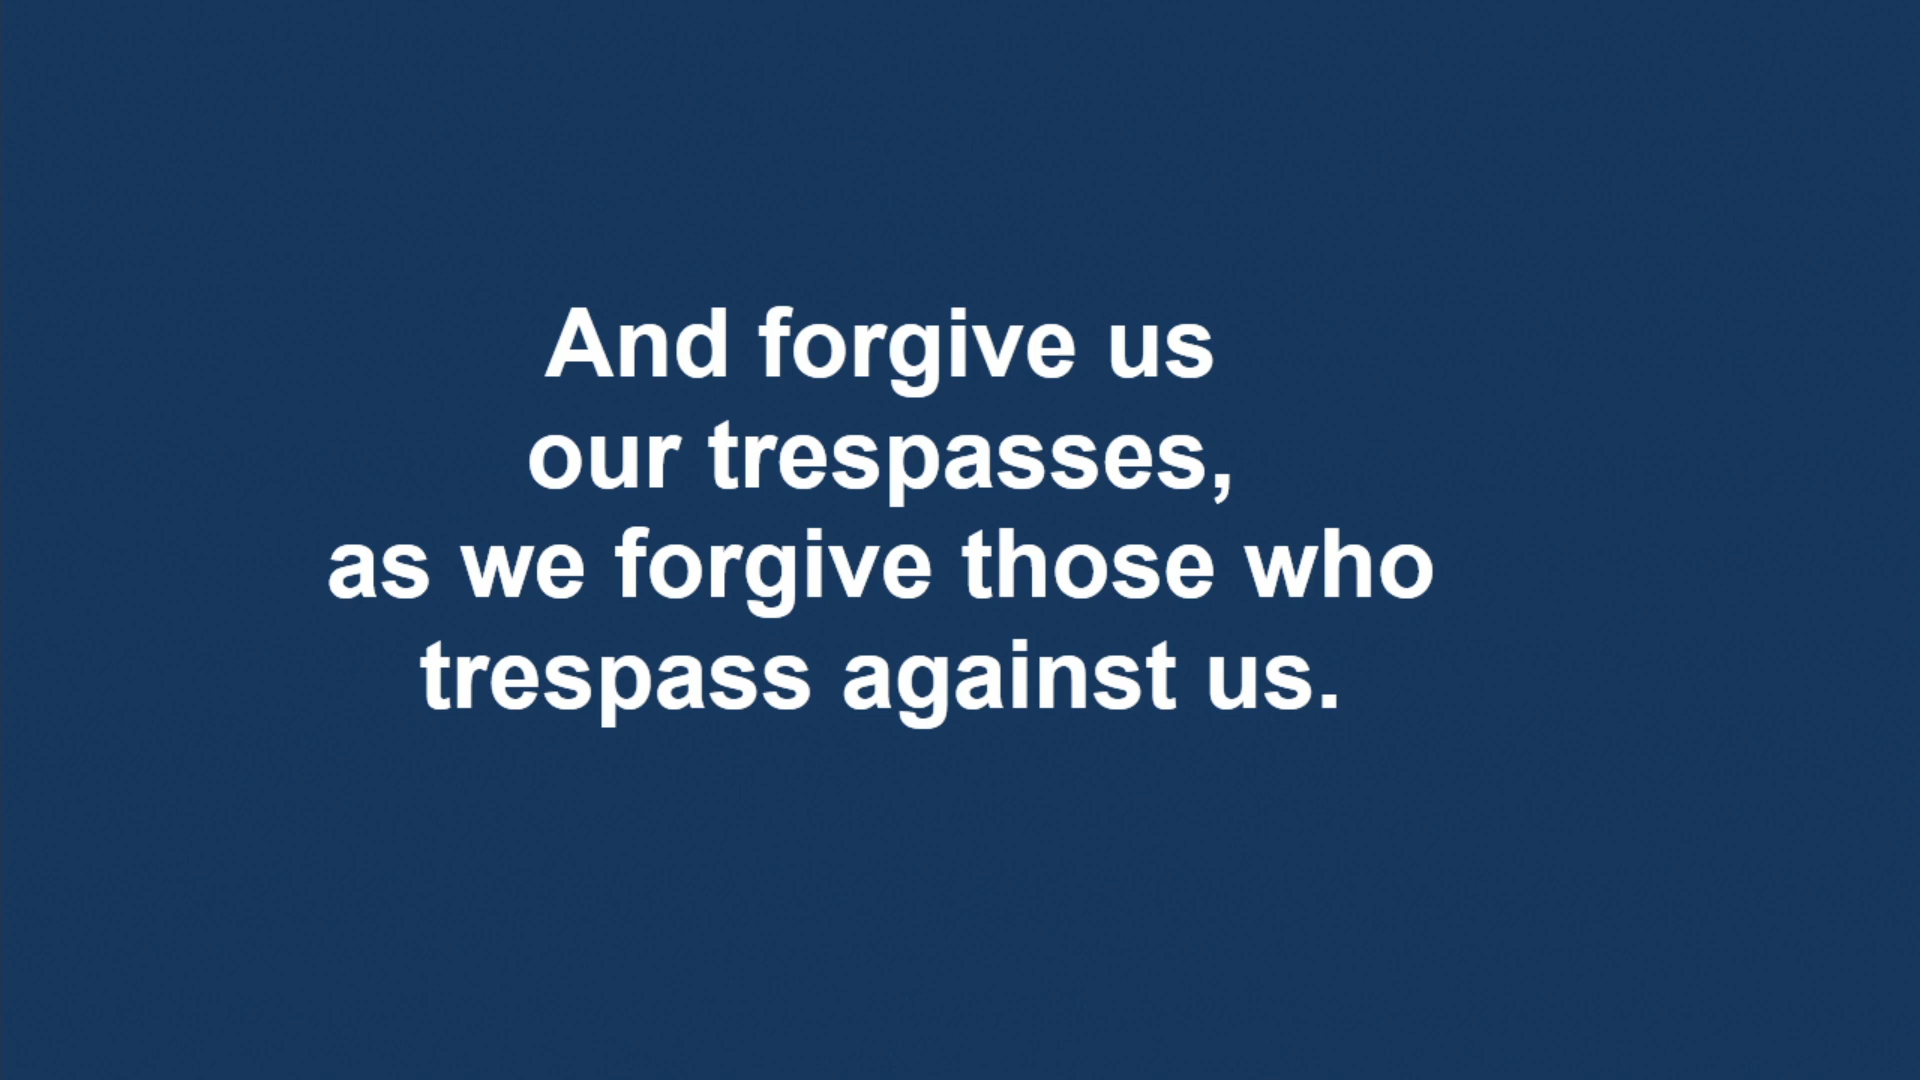 And forgive us
our trespasses,
as we forgive those who
trespass against us.